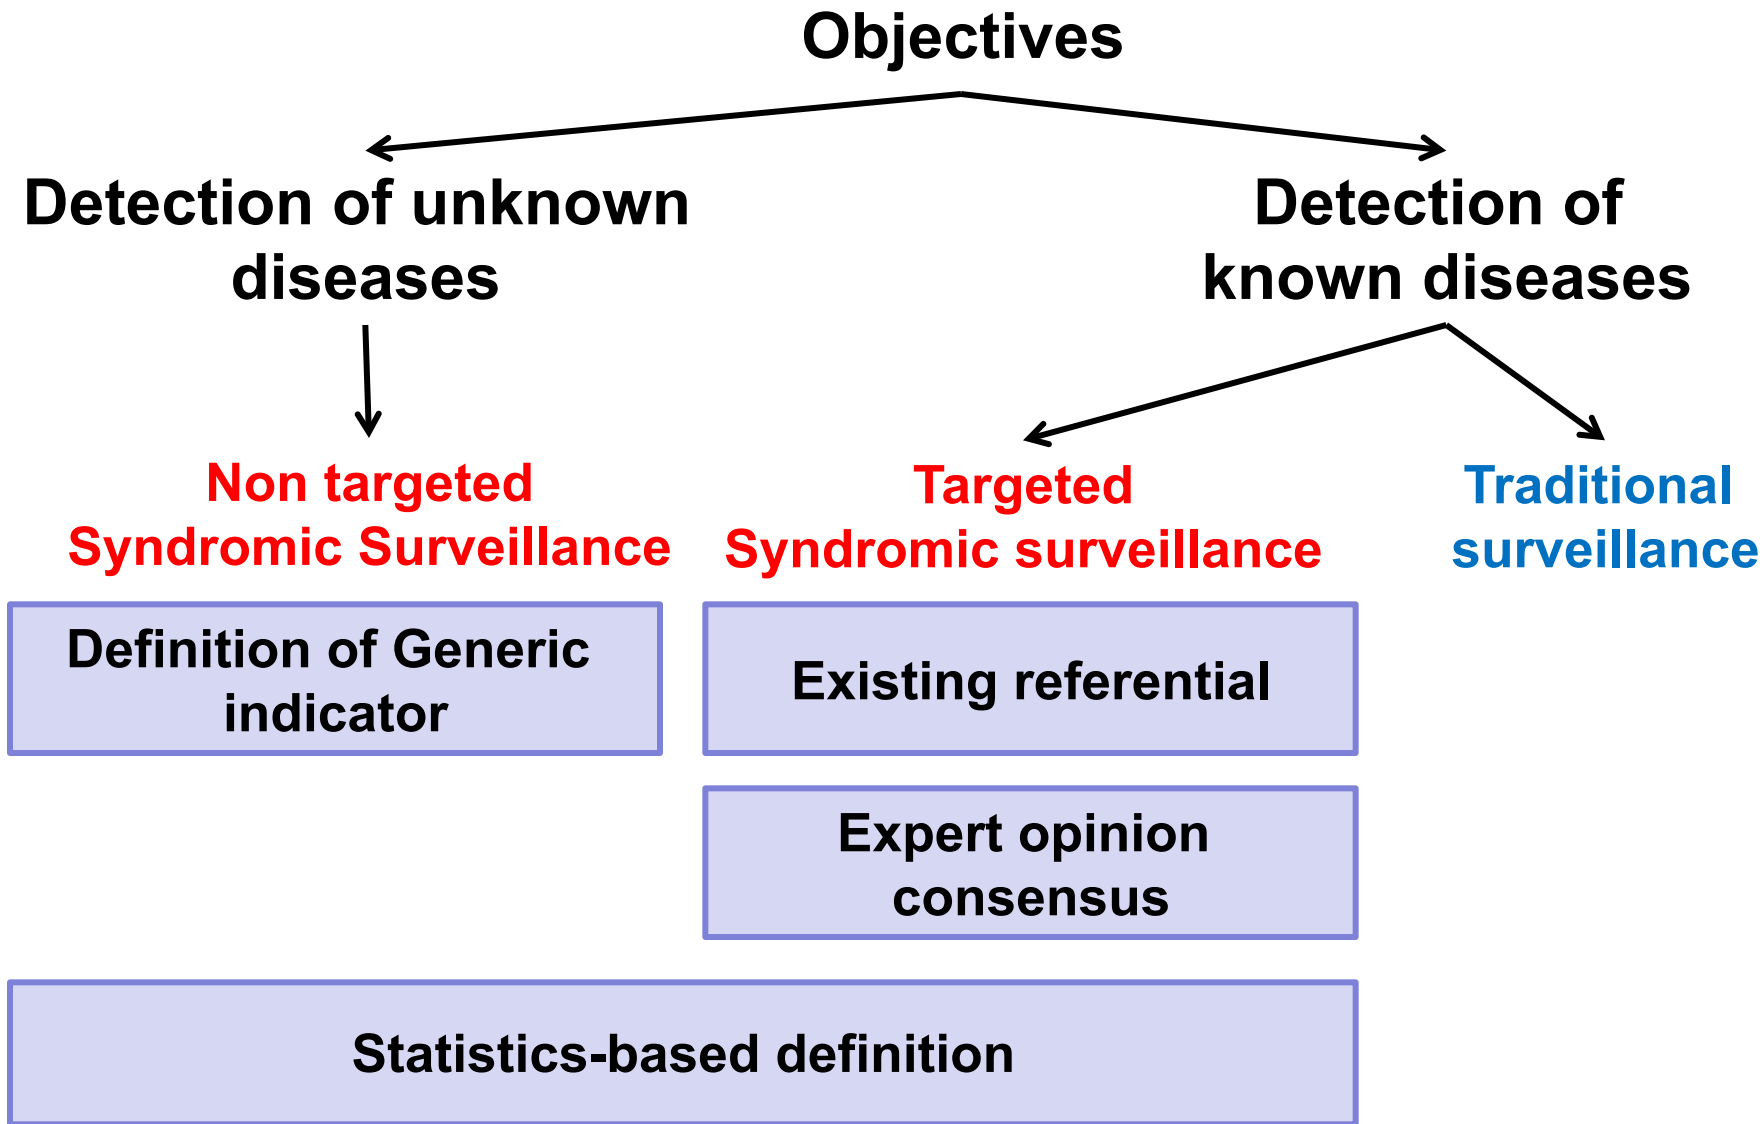 Objectives
Detection of unknown
diseases
Detection of
known diseases
Non targeted
Syndromic Surveillance
Targeted
Syndromic surveillance
Traditional
surveillance
Definition of Generic
indicator
Existing referential
Expert opinion
consensus
Statistics-based definition